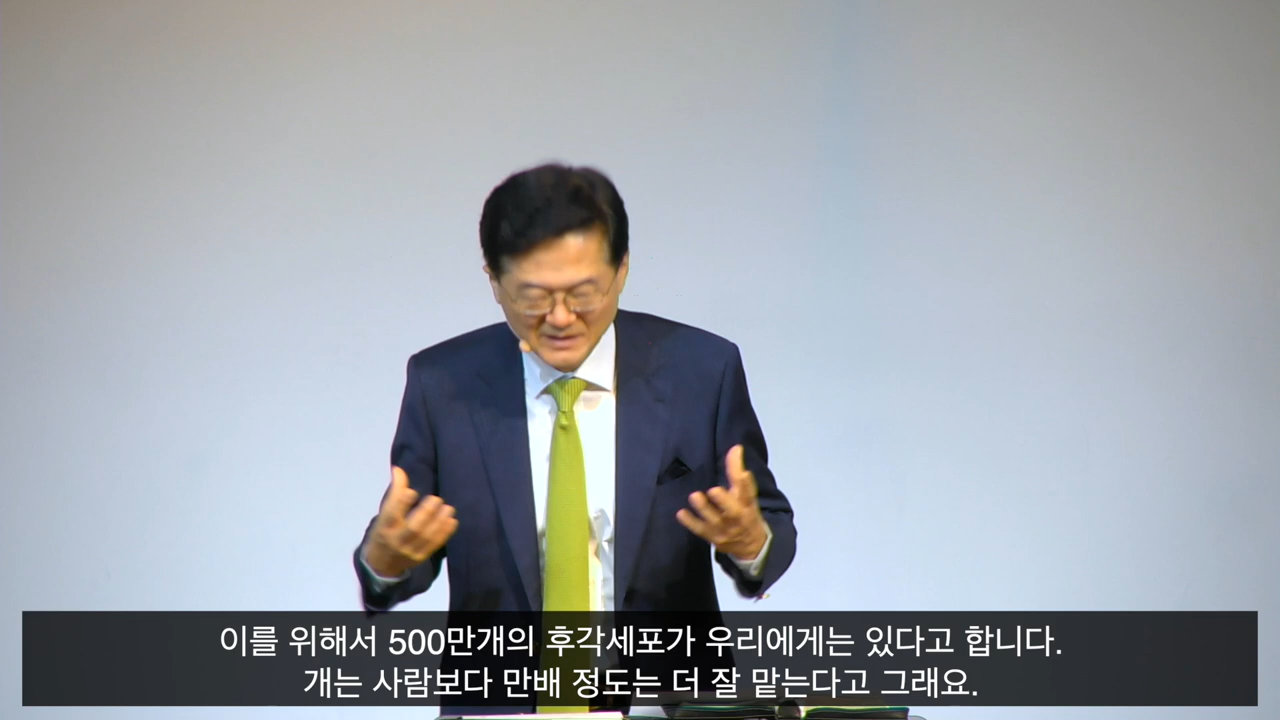 이를 위해서 500만개의 후각세포가 우리에게는 있다고 합니다.
개는 사람보다 만배 정도는 더 잘 맡는다고 그래요.